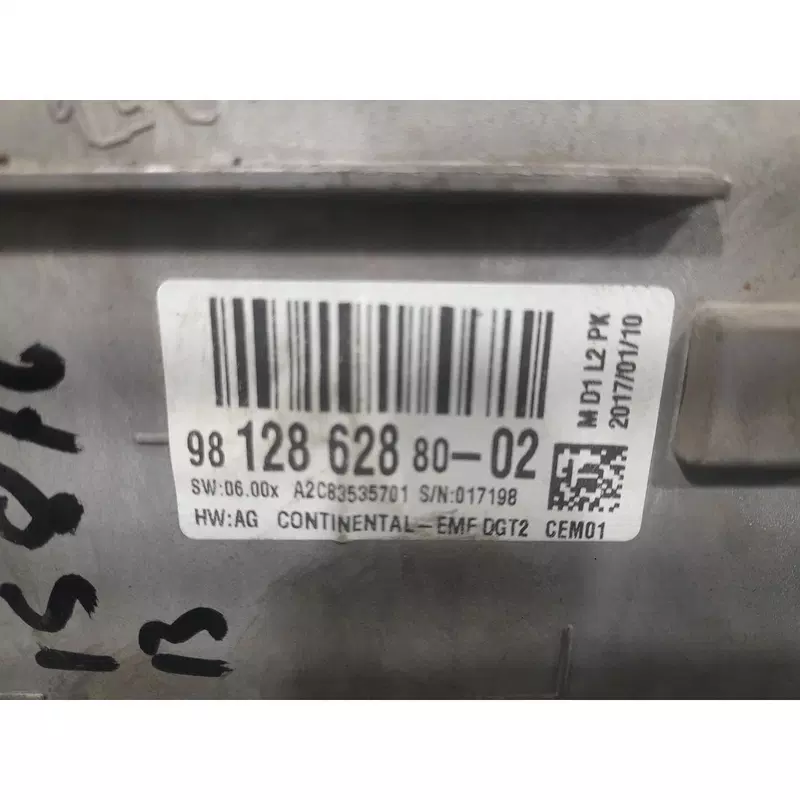 98 128 628 80-02
SW:06.00x A2C83535701 S/N:017198
HW:AG CONTINENTAL-EMF DGT2 CEM01
M D1 L2 PK
2017/01/10
13